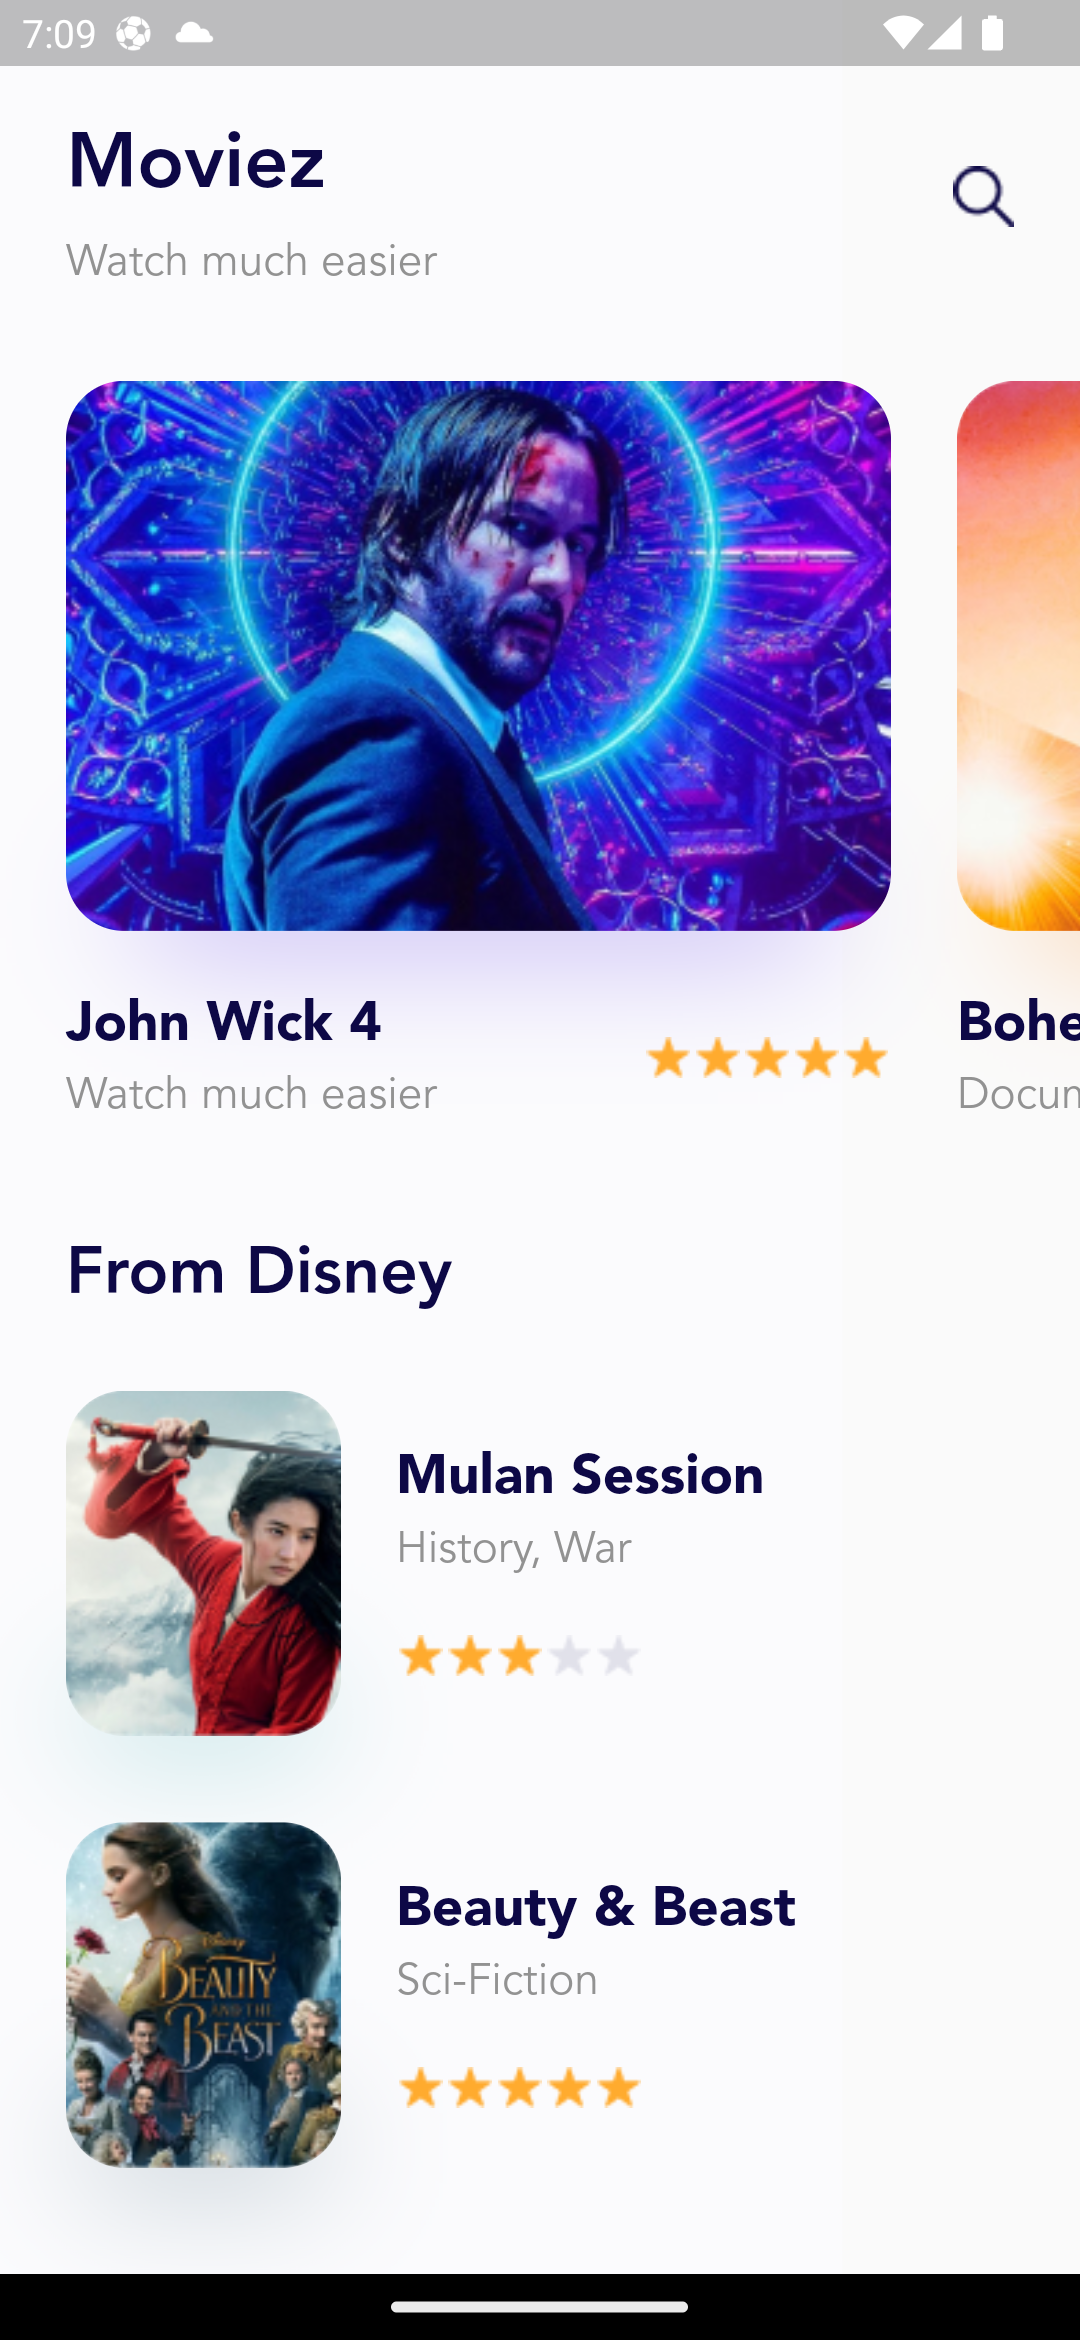 7:09
Moviez
Watch much easier
John Wick 4
Watch much easier
Bohe
Docum
From Disney
Mulan Session
History, War
Disney
BEAUTY
AND THE
BEAST
Beauty & Beast
Sci-Fiction